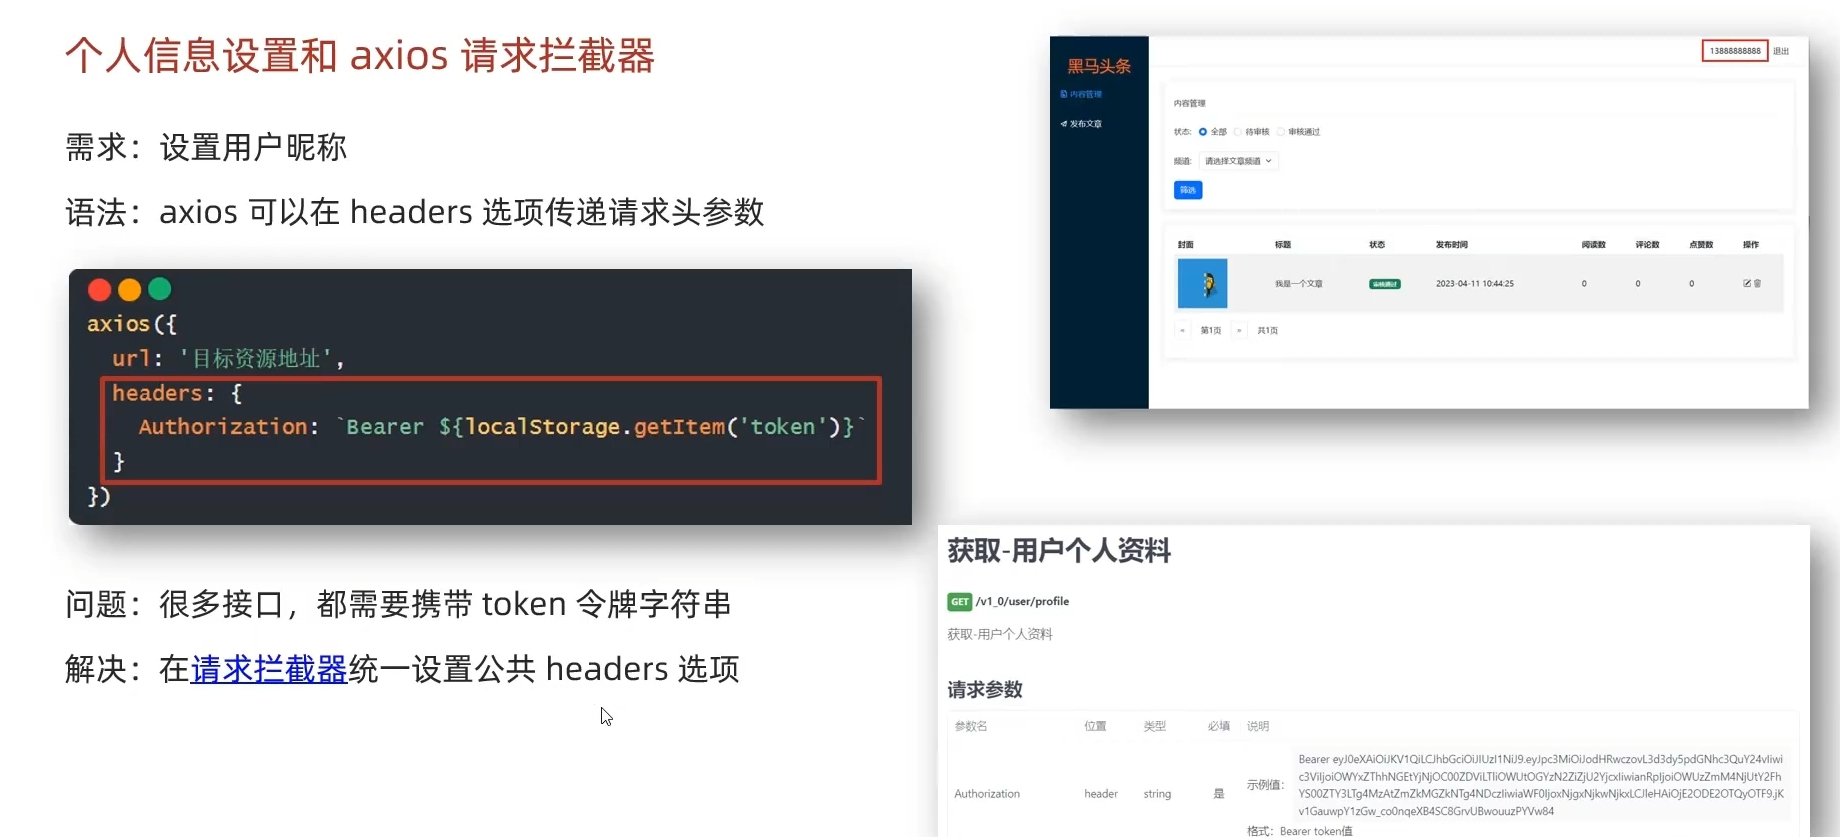 个人信息设置和 axios 请求拦截器
需求：设置用户昵称
语法：axios 可以在 headers 选项传递请求头参数
axios({
url: '目标资源地址',
headers: {
Authorization: `Bearer ${localStorage.getItem('token')}`
}
})
问题：很多接口，都需要携带 token 令牌字符串
解决：在请求拦截器统一设置公共 headers 选项
黑马头条
内容管理
发布文章
13888888888 退出
内容管理
状态: 全部 待审核 审核通过
频道: 请选择文章频道
筛选
封面 标题 状态 发布时间 阅读数 评论数 点赞数 操作
我是一个文章 审核通过 2023-04-11 10:44:25 0 0 0
« 第1页 » 共1页
获取-用户个人资料
GET /v1_0/user/profile
获取-用户个人资料
请求参数
参数名 位置 类型 必填 说明
Authorization header string 是 示例值：
格式：Bearer token值